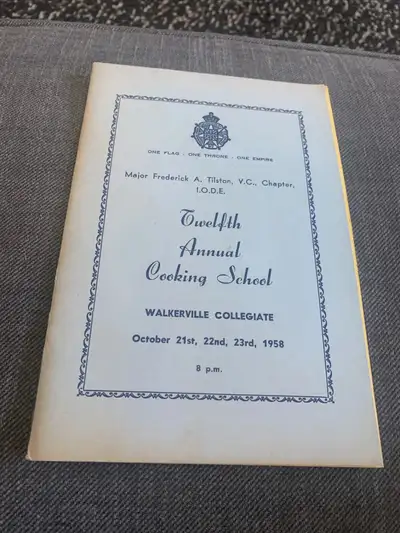 ONE FLAG - ONE THRONE - ONE EMPIRE
Major Frederick A. Tilston, V.C., Chapter,
I.O.D.E.
Twelfth
Annual
Cooking School
WALKERVILLE COLLEGIATE
October 21st, 22nd, 23rd, 1958
8 p.m.